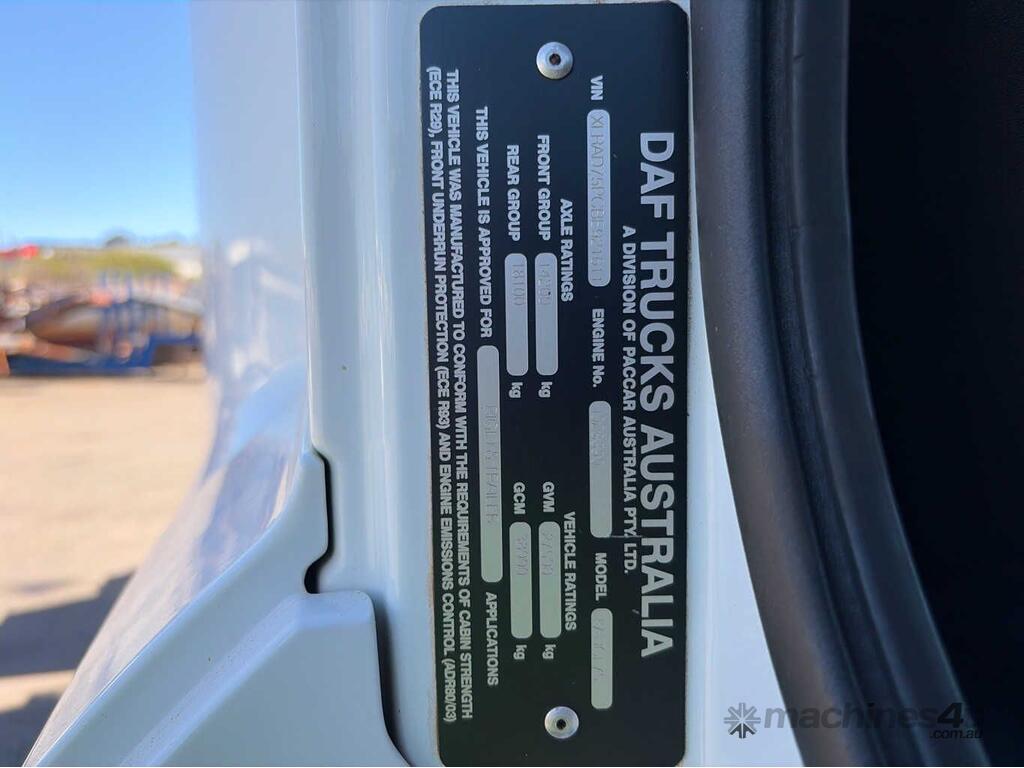 DAF TRUCKS AUSTRALIA
A DIVISION OF PACCAR AUSTRALIA PTY. LTD.
VIN ENGINE No. MODEL
AXLE RATINGS VEHICLE RATINGS
FRONT GROUP kg GVM kg
REAR GROUP 18100 kg GCM kg
THIS VEHICLE IS APPROVED FOR APPLICATIONS
THIS VEHICLE WAS MANUFACTURED TO CONFORM WITH THE REQUIREMENTS OF CABIN STRENGTH
(ECE R29), FRONT UNDERRUN PROTECTION (ECE R93) AND ENGINE EMISSIONS CONTROL (ADR80/03)
machines4u
.com.au